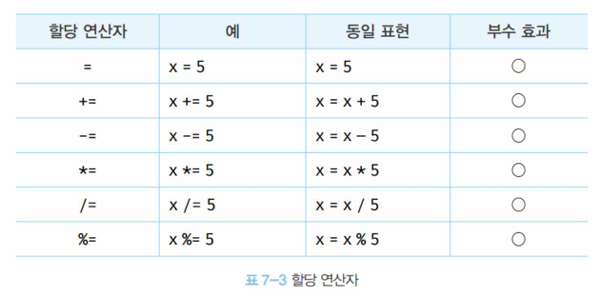 할당 연산자 예 동일 표현 부수 효과
= x = 5 x = 5 ○
+= x += 5 x = x + 5 ○
-= x -= 5 x = x – 5 ○
*= x *= 5 x = x * 5 ○
/= x /= 5 x = x / 5 ○
%= x %= 5 x = x % 5 ○
표 7–3 할당 연산자